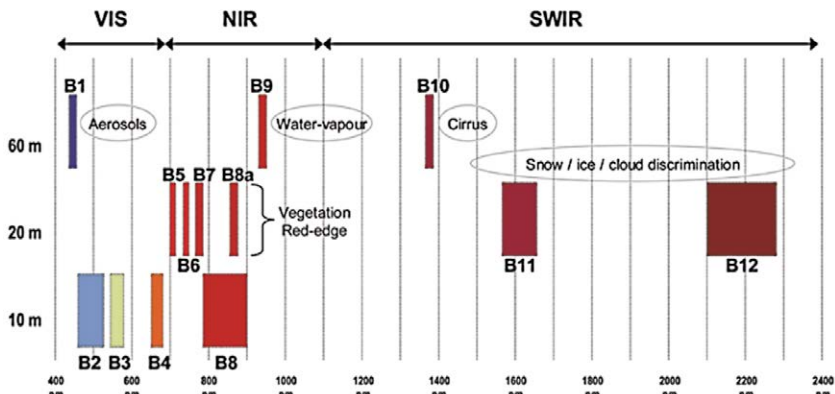 VIS NIR SWIR
B1 B9 B10
Aerosols Water-vapour Cirrus
60 m
Snow / ice / cloud discrimination
B5 B7 B8a
Vegetation
Red-edge
20 m
B6 B11 B12
10 m
B2 B3 B4 B8
400 600 800 1000 1200 1400 1600 1800 2000 2200 2400